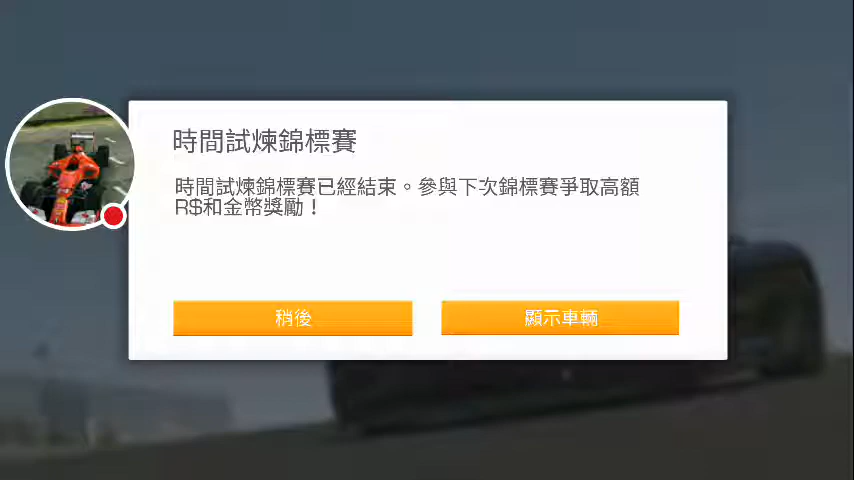 時間試煉錦標賽
時間試煉錦標賽已經結束。參與下次錦標賽爭取高額
R$和金幣獎勵！
稍後
顯示車輛